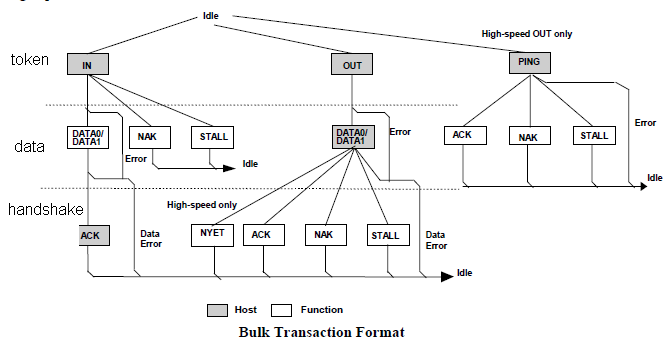 Idle
High-speed OUT only
token
IN
OUT
PING
data
DATA0/
DATA1
NAK
STALL
Error
Idle
DATA0/
DATA1
Error
ACK
NAK
STALL
Error
Idle
handshake
High-speed only
ACK
Data
Error
NYET
ACK
NAK
STALL
Data
Error
Idle
Host
Function
Bulk Transaction Format